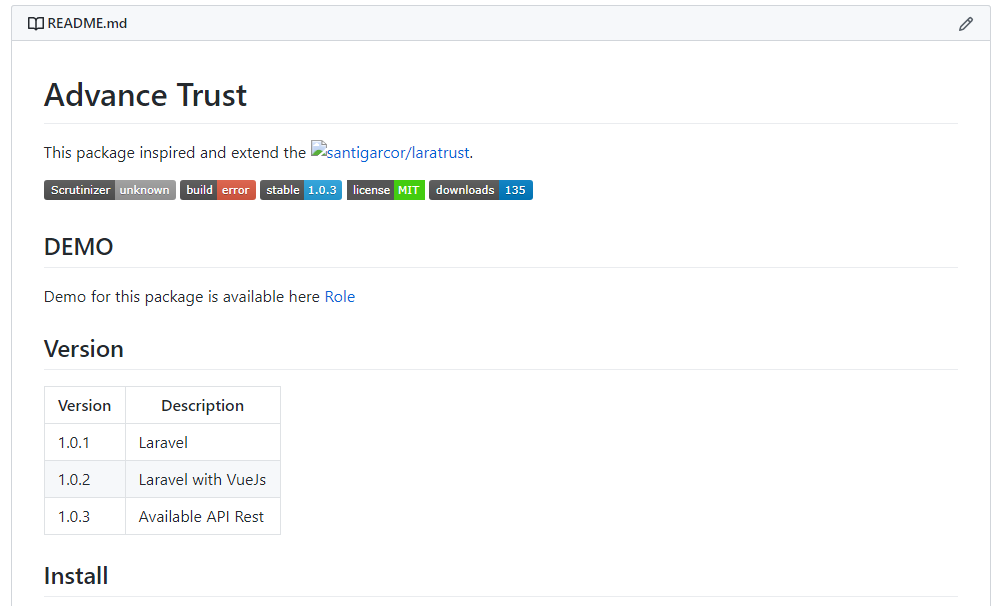 README.md
Advance Trust
This package inspired and extend the santigarcor/laratrust.
Scrutinizer unknown build error stable 1.0.3 license MIT downloads 135
DEMO
Demo for this package is available here Role
Version
Version Description
1.0.1 Laravel
1.0.2 Laravel with VueJs
1.0.3 Available API Rest
Install